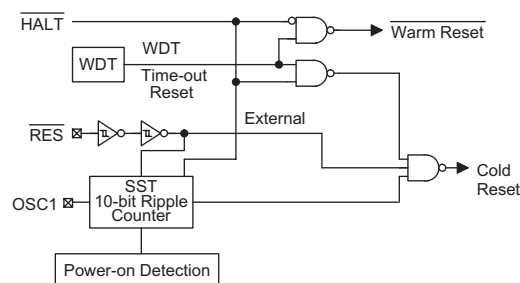 HALT
WDT
WDT
Time-out
Reset
Warm Reset
RES
External
Cold
Reset
OSC1
SST
10-bit Ripple
Counter
Power-on Detection